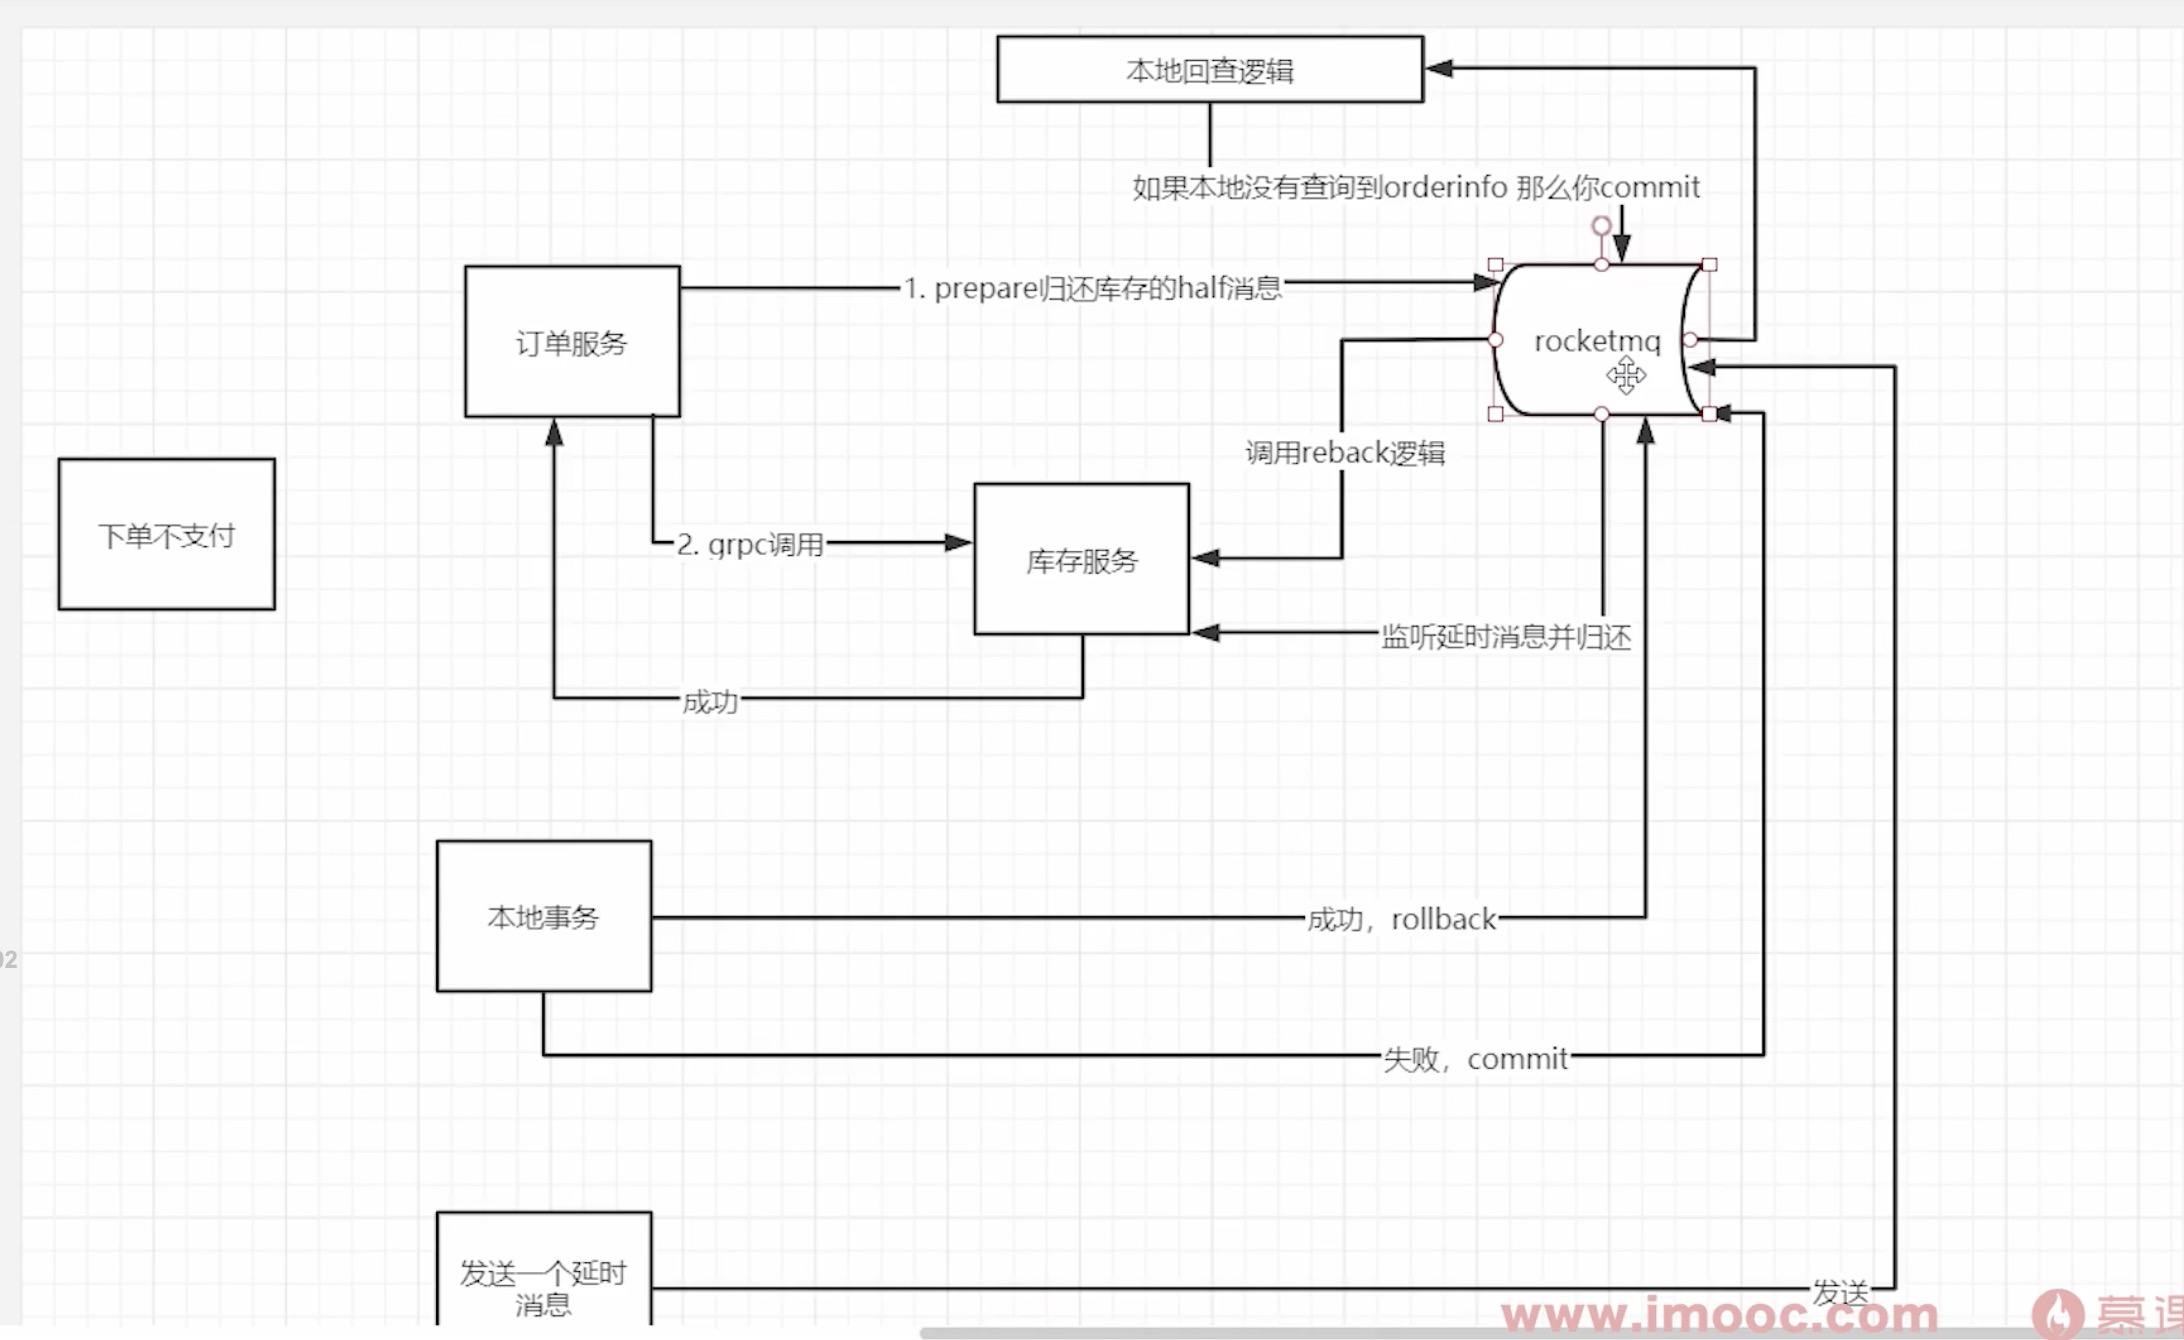 本地回查逻辑
如果本地没有查询到orderinfo 那么你commit
1. prepare归还库存的half消息
订单服务
rocketmq
调用reback逻辑
下单不支付
2. grpc调用
库存服务
监听延时消息并归还
成功
本地事务
成功，rollback
02
失败，commit
发送一个延时
消息
发送
www.imooc.com
慕课